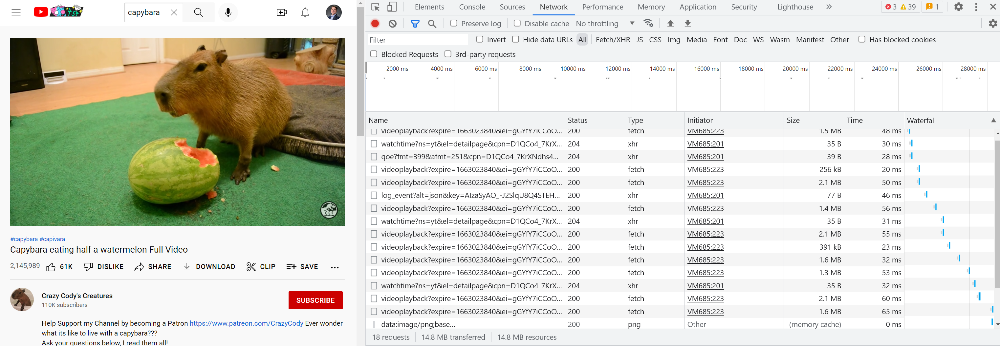 4:54
capybara
#capybara #capivara
Capybara eating half a watermelon Full Video
2,145,989 61K DISLIKE SHARE DOWNLOAD CLIP SAVE ...
Crazy Cody's Creatures
110K subscribers
SUBSCRIBE
Help Support my Channel by becoming a Patron https://www.patreon.com/CrazyCody Ever wonder
what its like to live with a capybara???
Ask your questions below, I read them all!
Elements Console Sources Network Performance Memory Application Security Lighthouse » 3 39 1
Preserve log Disable cache No throttling
Filter Invert Hide data URLs All Fetch/XHR JS CSS Img Media Font Doc WS Wasm Manifest Other Has blocked cookies
Blocked Requests 3rd-party requests
2000 ms 4000 ms 6000 ms 8000 ms 10000 ms 12000 ms 14000 ms 16000 ms 18000 ms 20000 ms 22000 ms 24000 ms 26000 ms 28000 ms
Name Status Type Initiator Size Time Waterfall
videoplayback?expire=1663023840&ei=gGYfY7iCCoO... 200 fetch VM685:223 1.5 MB 48 ms
watchtime?ns=yt&el=detailpage&cpn=D1QCo4_7KrX... 204 xhr VM685:201 35 B 30 ms
qoe?fmt=399&afmt=251&cpn=D1QCo4_7KrXNdhs4... 204 xhr VM685:201 39 B 28 ms
videoplayback?expire=1663023840&ei=gGYfY7iCCoO... 200 fetch VM685:223 256 kB 20 ms
videoplayback?expire=1663023840&ei=gGYfY7iCCoO... 200 fetch VM685:223 2.1 MB 50 ms
log_event?alt=json&key=AIzaSyAO_FJ2SlqU8Q4STEH... 200 xhr VM685:201 77 B 46 ms
videoplayback?expire=1663023840&ei=gGYfY7iCCoO... 200 fetch VM685:223 1.4 MB 56 ms
watchtime?ns=yt&el=detailpage&cpn=D1QCo4_7KrX... 204 xhr VM685:201 35 B 31 ms
videoplayback?expire=1663023840&ei=gGYfY7iCCoO... 200 fetch VM685:223 2.1 MB 55 ms
videoplayback?expire=1663023840&ei=gGYfY7iCCoO... 200 fetch VM685:223 391 kB 23 ms
videoplayback?expire=1663023840&ei=gGYfY7iCCoO... 200 fetch VM685:223 1.6 MB 32 ms
videoplayback?expire=1663023840&ei=gGYfY7iCCoO... 200 fetch VM685:223 1.3 MB 53 ms
watchtime?ns=yt&el=detailpage&cpn=D1QCo4_7KrX... 204 xhr VM685:201 35 B 32 ms
videoplayback?expire=1663023840&ei=gGYfY7iCCoO... 200 fetch VM685:223 2.1 MB 60 ms
videoplayback?expire=1663023840&ei=gGYfY7iCCoO... 200 fetch VM685:223 1.6 MB 65 ms
data:image/png;base... 200 png Other (memory cache) 0 ms
18 requests 14.8 MB transferred 14.8 MB resources